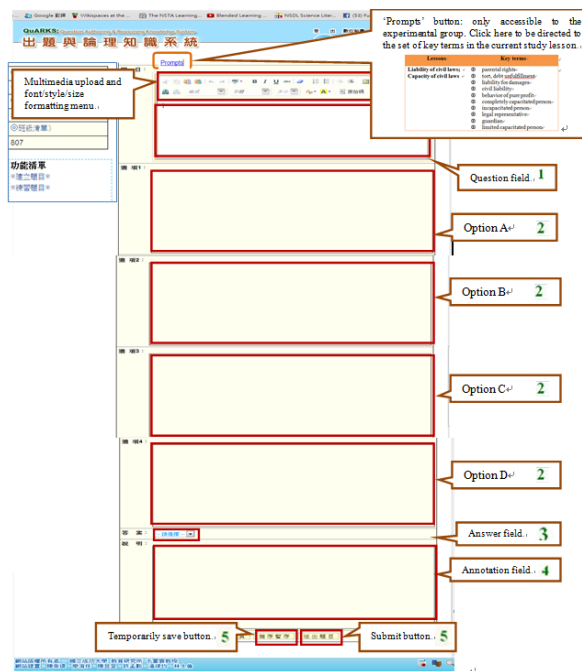 Google 翻譯
Wikispaces at the ...
The NSTA Learning...
Blended Learning ...
NSDL Science Liter...
(53) Fu
QuARKS: Question-Authoring & Reasoning Knowledge System
出 題 與 論 理 知 識 系 統
Prompts
‘Prompts’ button: only accessible to the
experimental group. Click here to be directed to
the set of key terms in the current study lesson.
Lessons Key terms
Liability of civil laws; parental rights
Capacity of civil laws tort, debt unfulfillment
liability for damages
civil liability
behavior of pure profit
completely capacitated person
incapacitated person
legal representative
guardian
limited capacitated person
Multimedia upload and
font/style/size
formatting menu.
班級清單
807
功能清單
建立題目
練習題目
Question field. 1
選 項1：
Option A 2
選 項2：
Option B 2
選 項3：
Option C 2
選 項4：
Option D 2
答 案：
Answer field. 3
說 明：
Annotation field. 4
Temporarily save button. 5
Submit button. 5